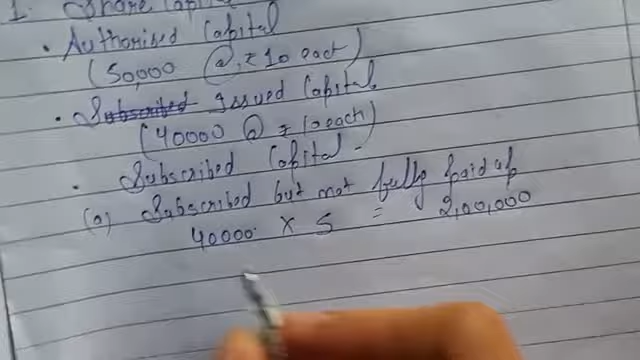 1. Share Capital
• Authorised Capital
(50,000 @ ₹10 each)
• Subscribed Issued Capital
(40000 @ ₹10 each)
• Subscribed Capital -
(a) Subscribed but not fully paid up
40000 × 5 = 2,00,000